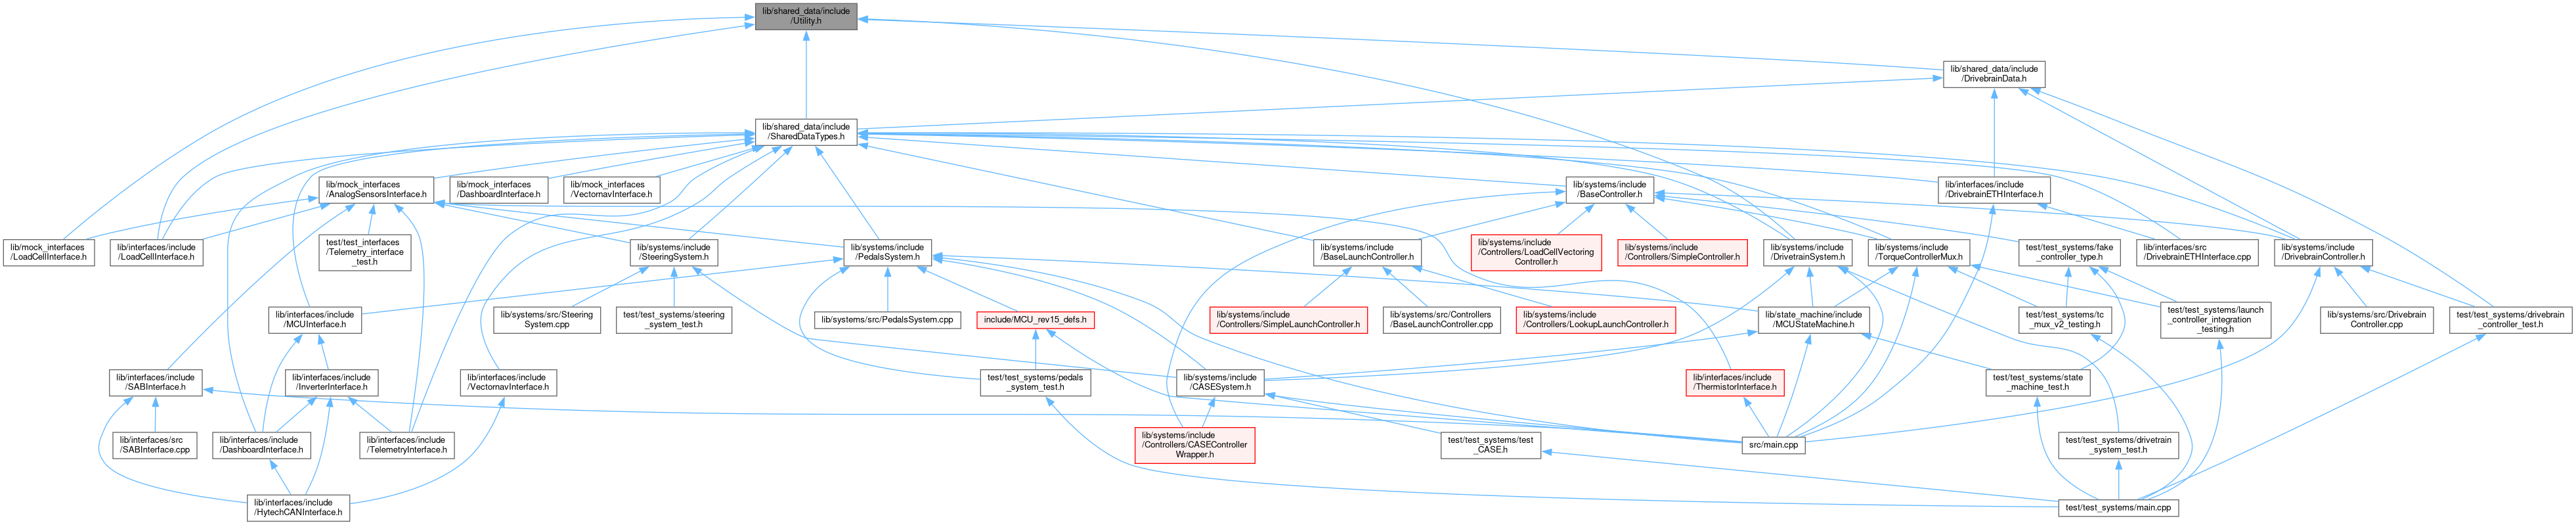 lib/shared_data/include
/Utility.h
lib/shared_data/include
/DrivebrainData.h
lib/shared_data/include
/SharedDataTypes.h
lib/mock_interfaces
/AnalogSensorsInterface.h
lib/mock_interfaces
/DashboardInterface.h
lib/mock_interfaces
/VectornavInterface.h
lib/systems/include
/BaseController.h
lib/interfaces/include
/DrivebrainETHInterface.h
lib/mock_interfaces
/LoadCellInterface.h
lib/interfaces/include
/LoadCellInterface.h
test/test_interfaces
/Telemetry_interface
_test.h
lib/systems/include
/SteeringSystem.h
lib/systems/include
/PedalsSystem.h
lib/systems/include
/BaseLaunchController.h
lib/systems/include
/Controllers/LoadCellVectoring
Controller.h
lib/systems/include
/Controllers/SimpleController.h
lib/systems/include
/DrivetrainSystem.h
lib/systems/include
/TorqueControllerMux.h
test/test_systems/fake
_controller_type.h
lib/interfaces/src
/DrivebrainETHInterface.cpp
lib/systems/include
/DrivebrainController.h
lib/interfaces/include
/MCUInterface.h
lib/systems/src/Steering
System.cpp
test/test_systems/steering
_system_test.h
lib/systems/src/PedalsSystem.cpp
include/MCU_rev15_defs.h
lib/systems/include
/Controllers/SimpleLaunchController.h
lib/systems/src/Controllers
/BaseLaunchController.cpp
lib/systems/include
/Controllers/LookupLaunchController.h
lib/state_machine/include
/MCUStateMachine.h
test/test_systems/tc
_mux_v2_testing.h
test/test_systems/launch
_controller_integration
_testing.h
lib/systems/src/Drivebrain
Controller.cpp
test/test_systems/drivebrain
_controller_test.h
lib/interfaces/include
/SABInterface.h
lib/interfaces/include
/InverterInterface.h
lib/interfaces/include
/VectornavInterface.h
test/test_systems/pedals
_system_test.h
lib/systems/include
/CASESystem.h
lib/interfaces/include
/ThermistorInterface.h
test/test_systems/state
_machine_test.h
lib/interfaces/src
/SABInterface.cpp
lib/interfaces/include
/DashboardInterface.h
lib/interfaces/include
/TelemetryInterface.h
lib/systems/include
/Controllers/CASEController
Wrapper.h
test/test_systems/test
_CASE.h
src/main.cpp
test/test_systems/drivetrain
_system_test.h
lib/interfaces/include
/HytechCANInterface.h
test/test_systems/main.cpp